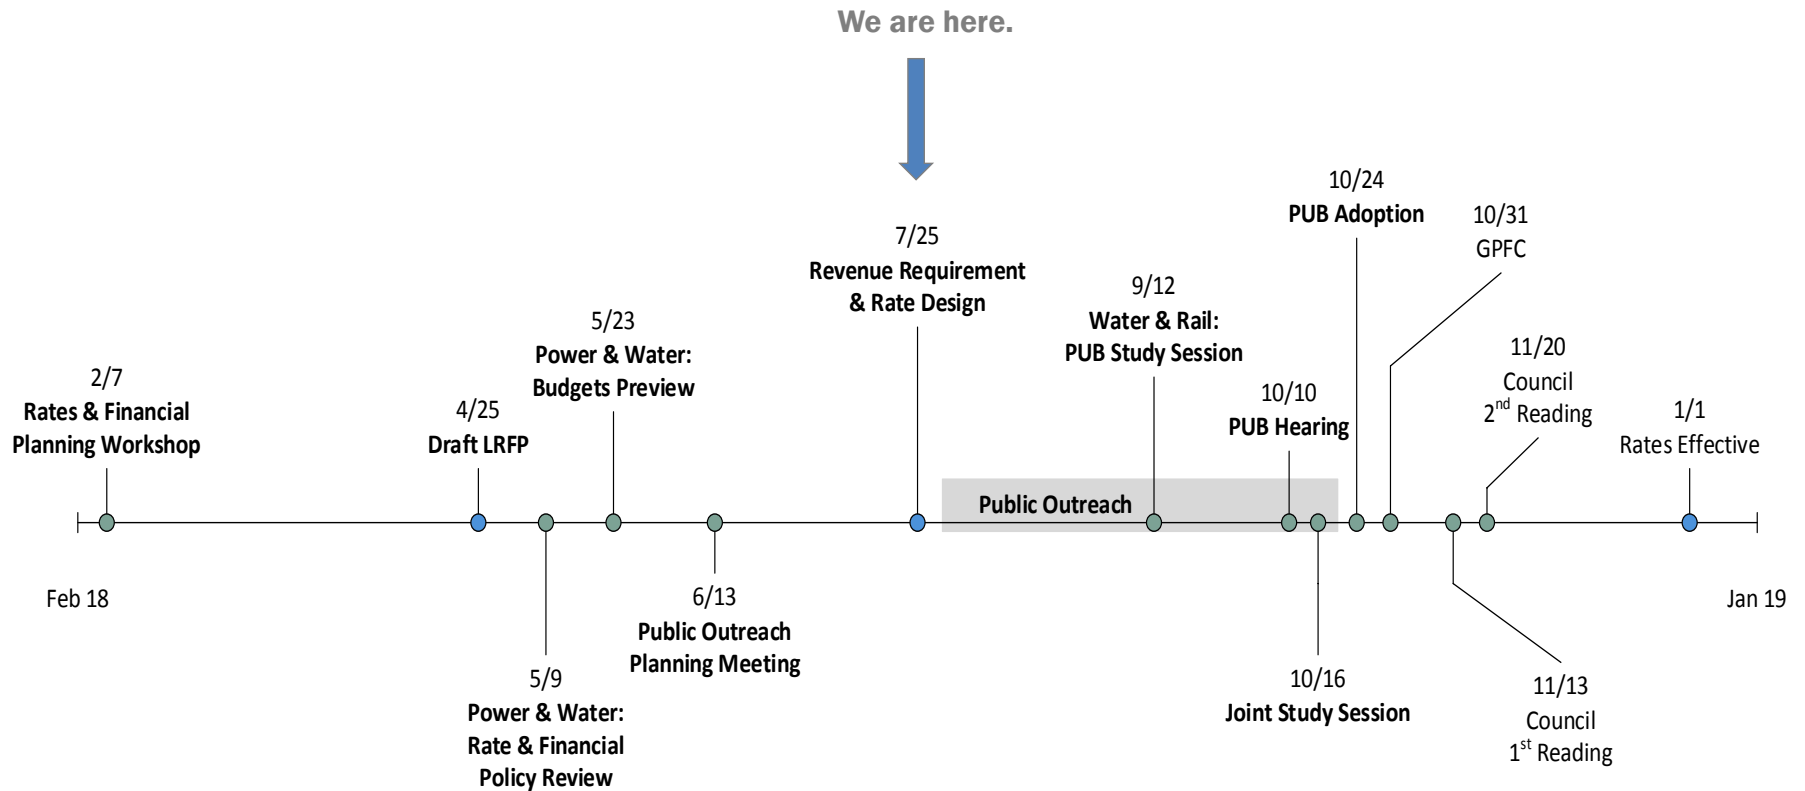 We are here.
2/7
Rates & Financial
Planning Workshop
4/25
Draft LRFP
5/9
Power & Water:
Rate & Financial
Policy Review
5/23
Power & Water:
Budgets Preview
6/13
Public Outreach
Planning Meeting
7/25
Revenue Requirement
& Rate Design
Public Outreach
9/12
Water & Rail:
PUB Study Session
10/10
PUB Hearing
10/16
Joint Study Session
10/24
PUB Adoption
10/31
GPFC
11/13
Council
1st Reading
11/20
Council
2nd Reading
1/1
Rates Effective
Feb 18
Jan 19